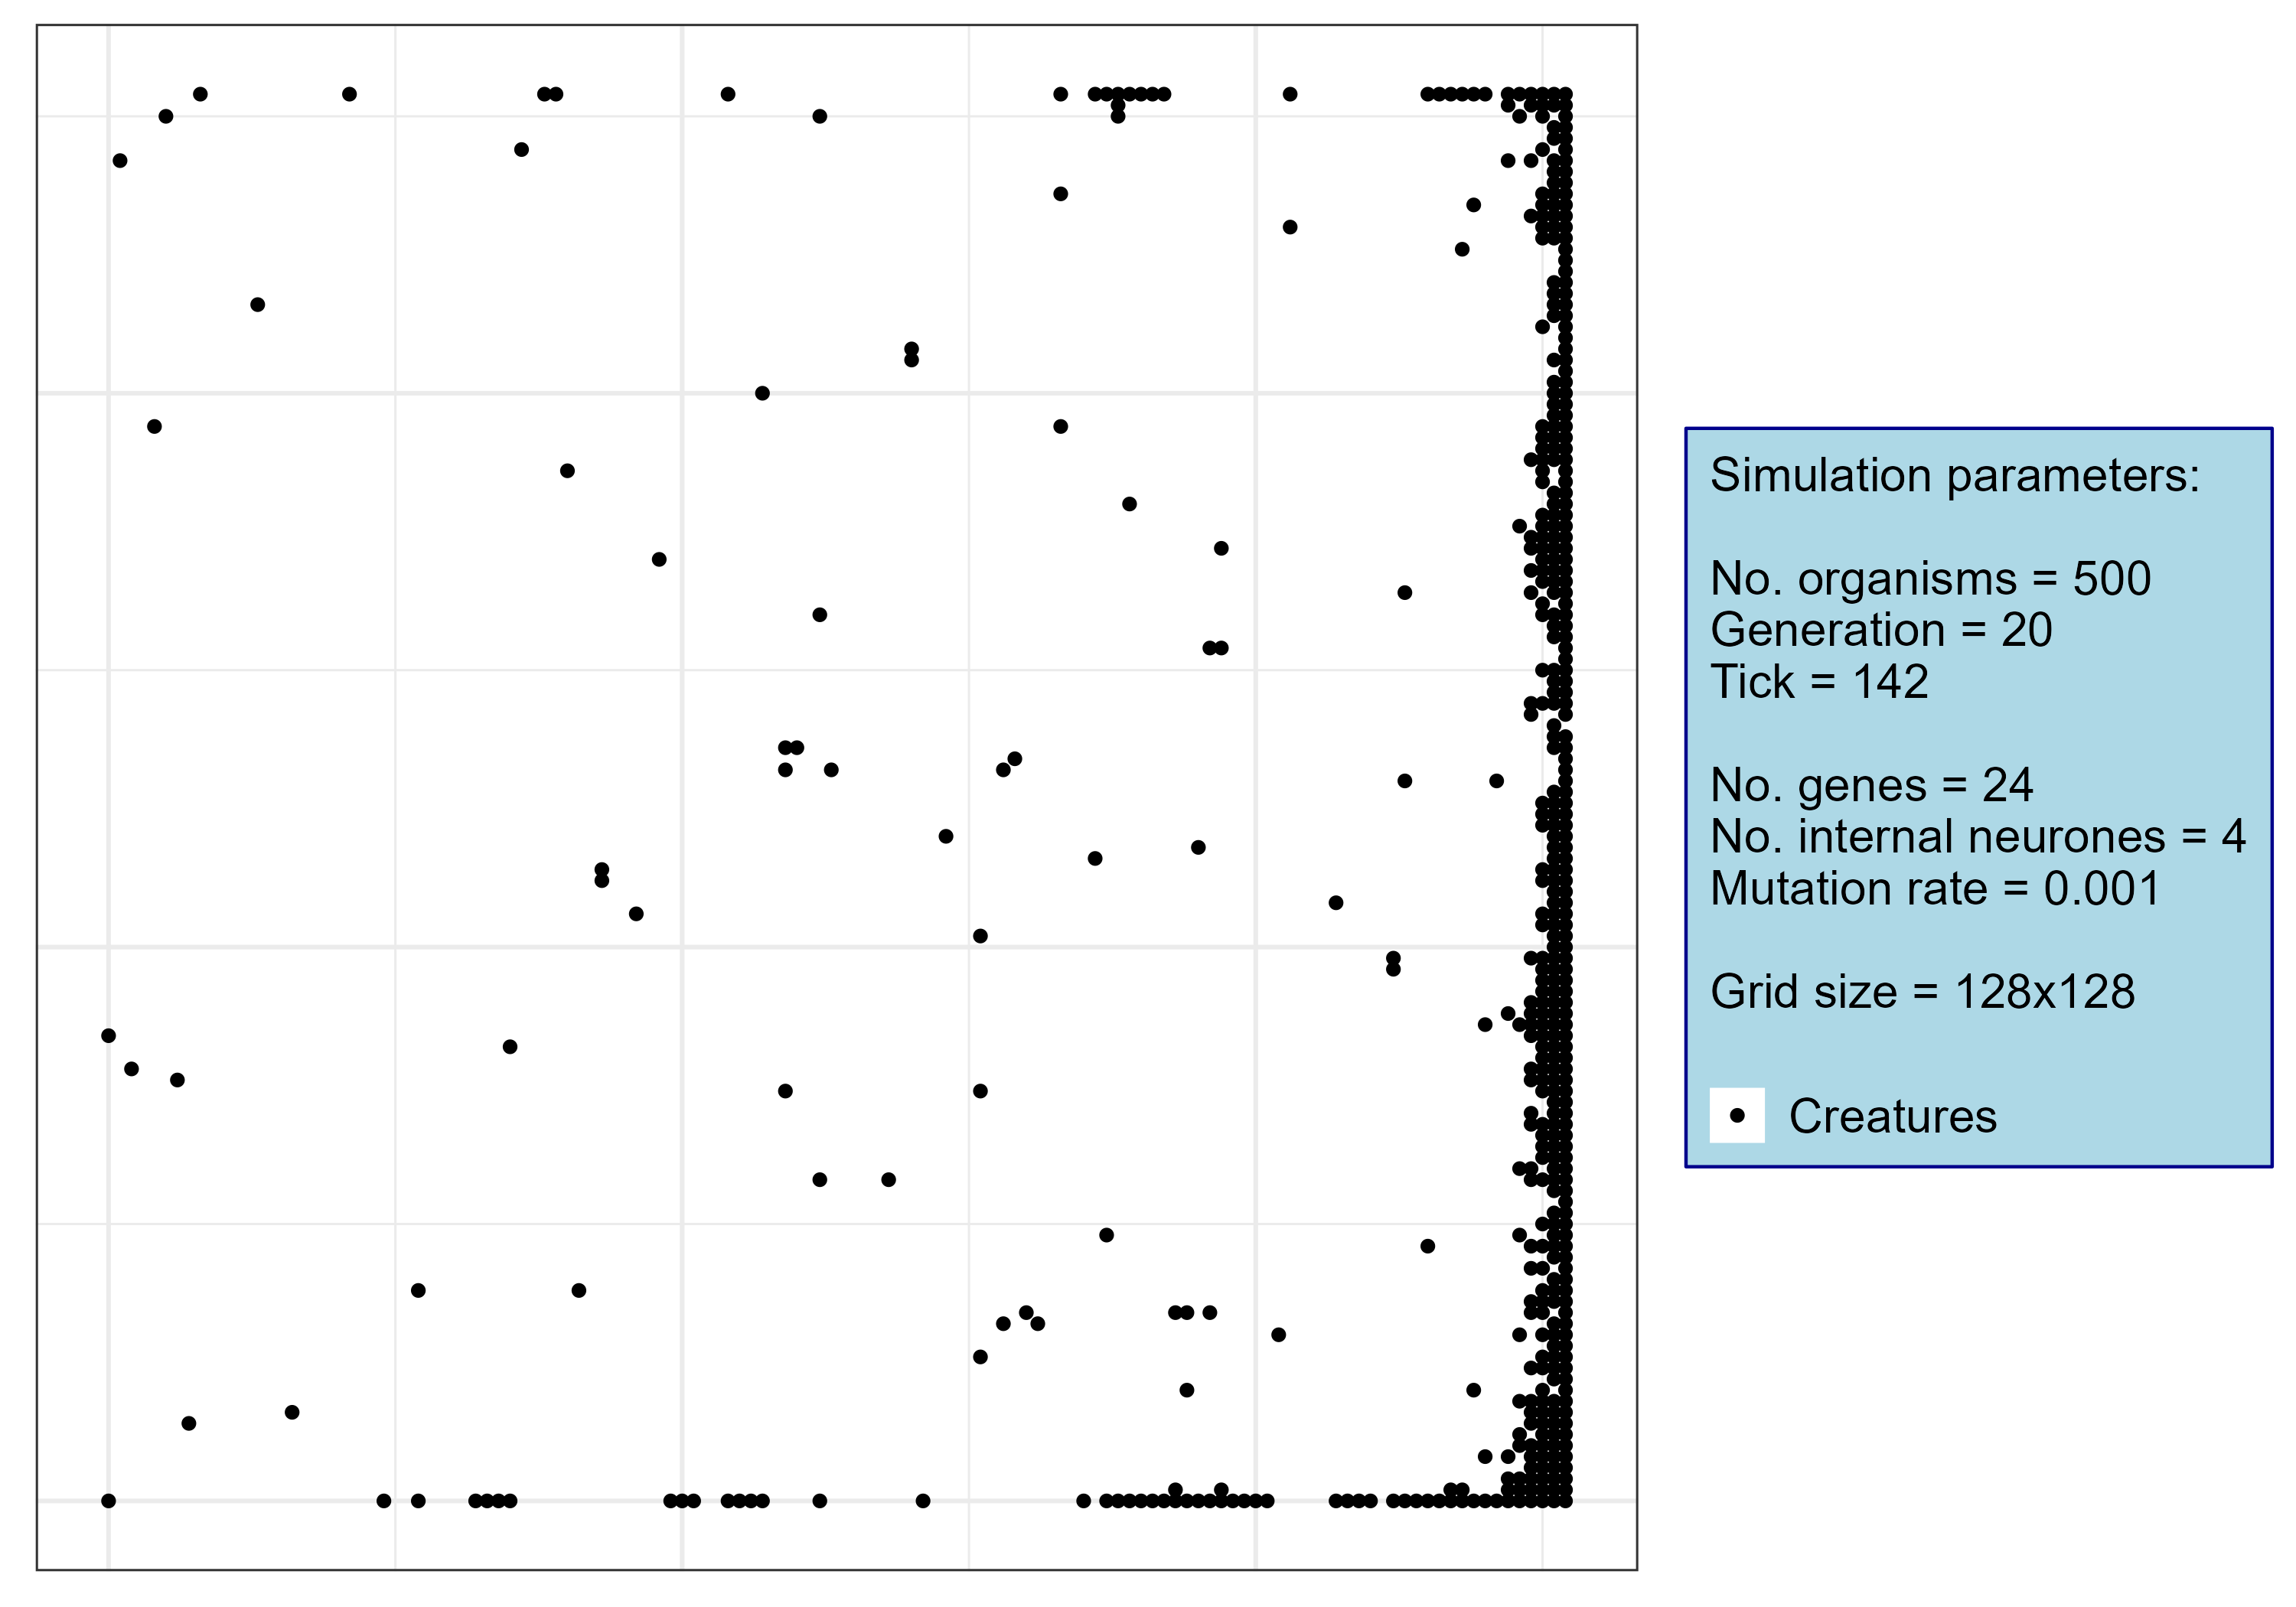 Simulation parameters:
No. organisms = 500
Generation = 20
Tick = 142
No. genes = 24
No. internal neurones = 4
Mutation rate = 0.001
Grid size = 128x128
Creatures